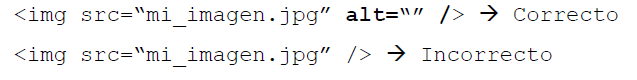 <img src=“mi_imagen.jpg” alt=“” /> → Correcto
<img src=“mi_imagen.jpg” /> → Incorrecto